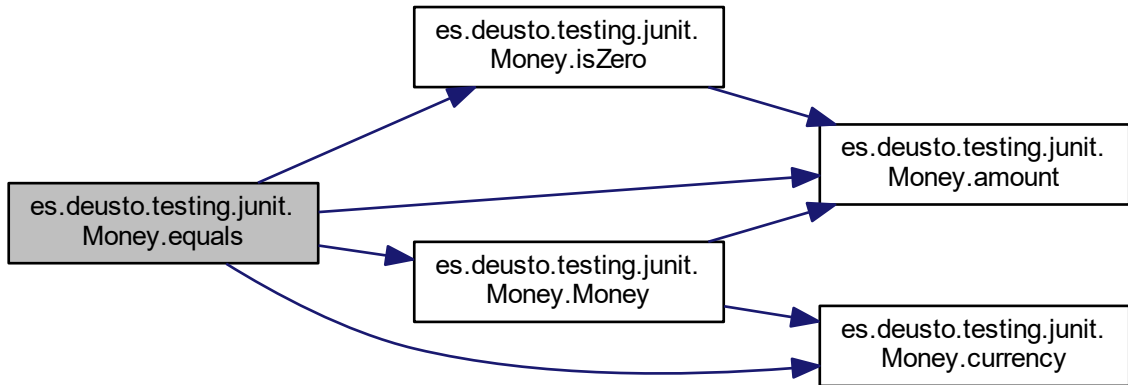 es.deusto.testing.junit.
Money.equals
es.deusto.testing.junit.
Money.isZero
es.deusto.testing.junit.
Money.Money
es.deusto.testing.junit.
Money.amount
es.deusto.testing.junit.
Money.currency